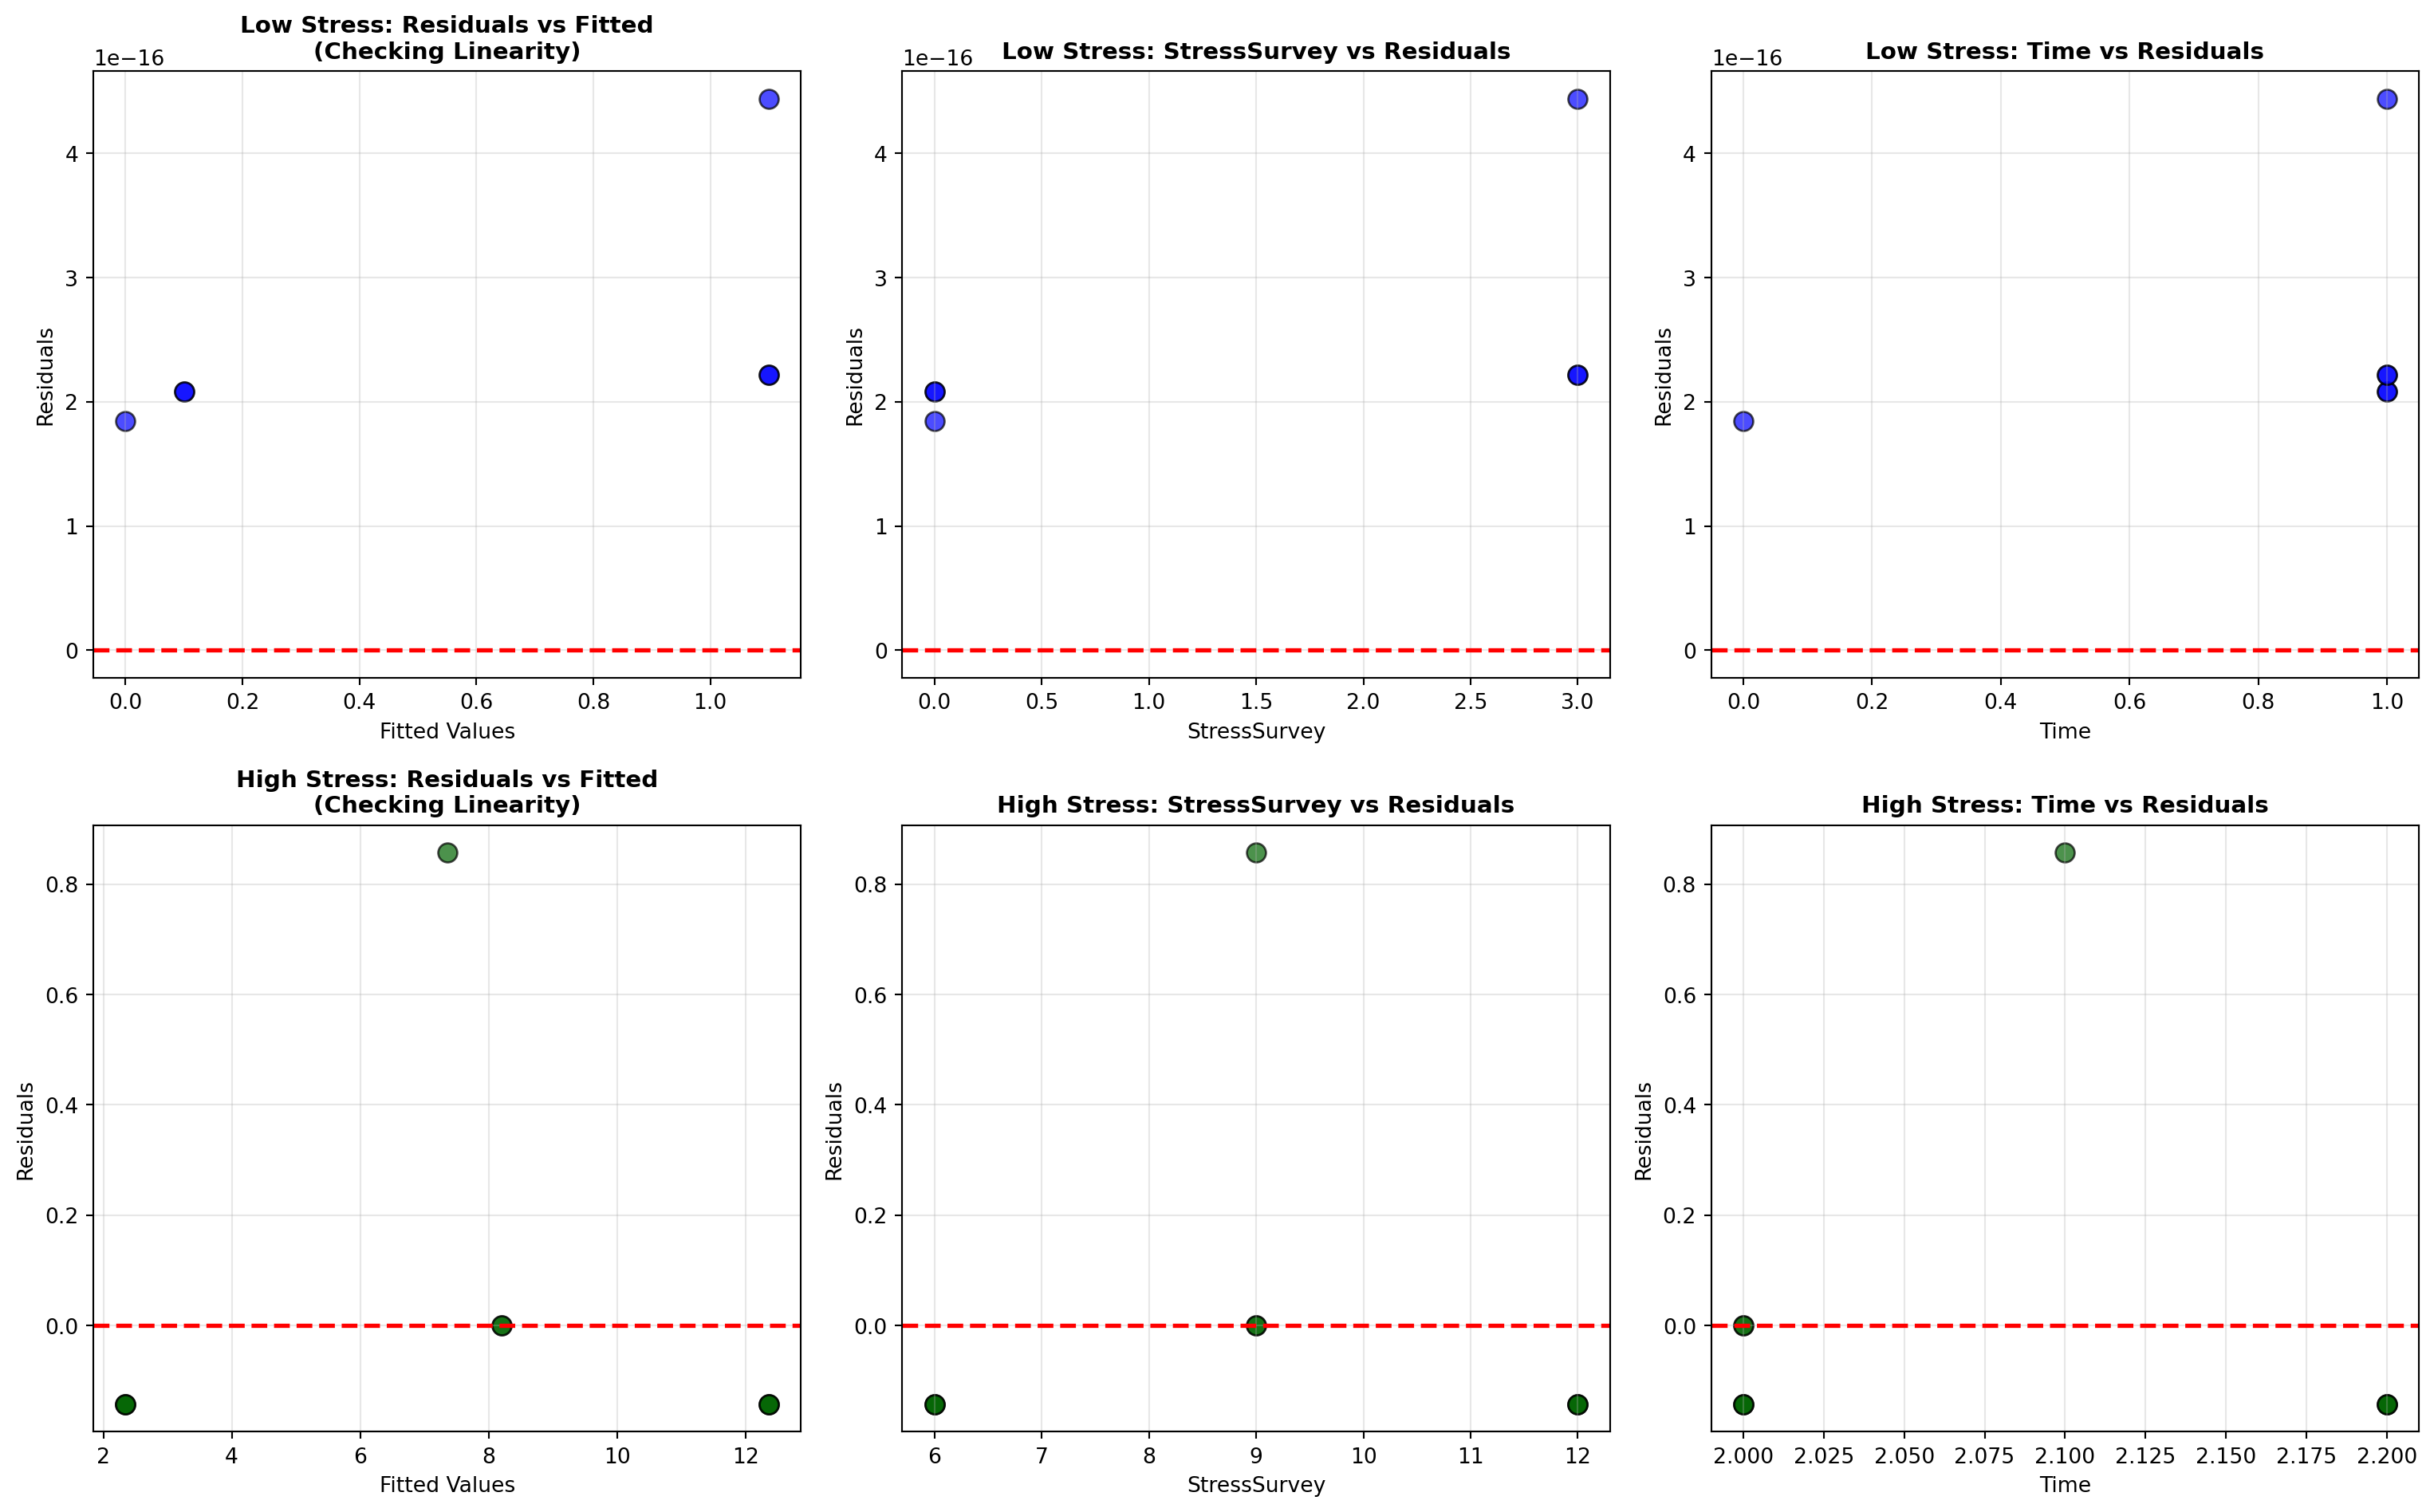 Low Stress: Residuals vs Fitted
(Checking Linearity)
1e−16
Residuals
4
3
2
1
0
0.0 0.2 0.4 0.6 0.8 1.0
Fitted Values
Low Stress: StressSurvey vs Residuals
1e−16
Residuals
4
3
2
1
0
0.0 0.5 1.0 1.5 2.0 2.5 3.0
StressSurvey
Low Stress: Time vs Residuals
1e−16
Residuals
4
3
2
1
0
0.0 0.2 0.4 0.6 0.8 1.0
Time
High Stress: Residuals vs Fitted
(Checking Linearity)
Residuals
0.8
0.6
0.4
0.2
0.0
2 4 6 8 10 12
Fitted Values
High Stress: StressSurvey vs Residuals
Residuals
0.8
0.6
0.4
0.2
0.0
6 7 8 9 10 11 12
StressSurvey
High Stress: Time vs Residuals
Residuals
0.8
0.6
0.4
0.2
0.0
2.000 2.025 2.050 2.075 2.100 2.125 2.150 2.175 2.200
Time